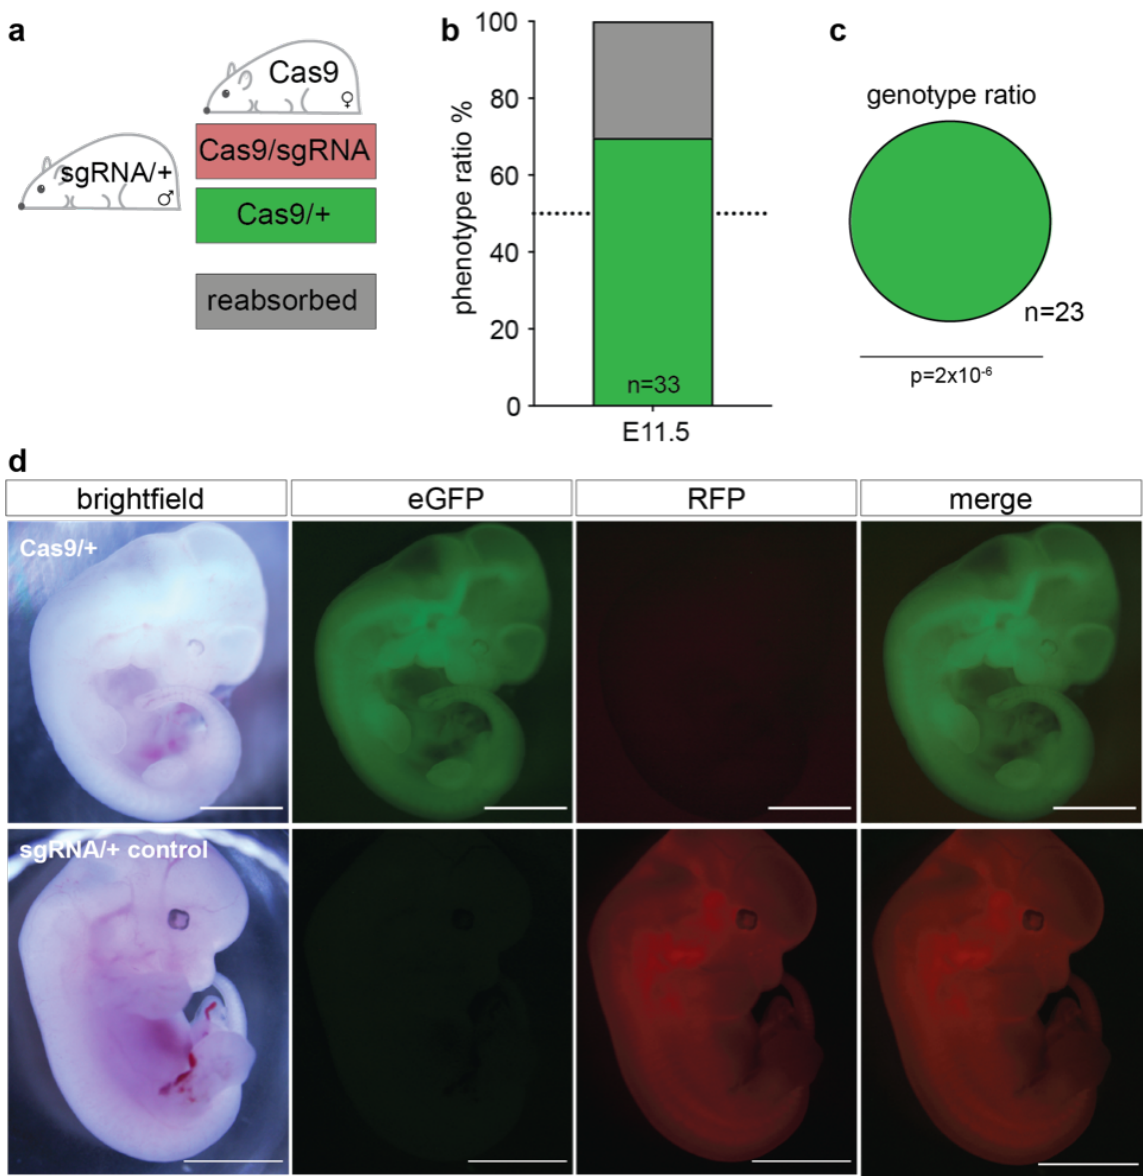 a
Cas9
♀
sgRNA/+
♂
Cas9/sgRNA
Cas9/+
reabsorbed
b
phenotype ratio %
100
80
60
40
20
0
n=33
E11.5
c
genotype ratio
n=23
p=2x10⁻⁶
d
brightfield eGFP RFP merge
Cas9/+
sgRNA/+ control